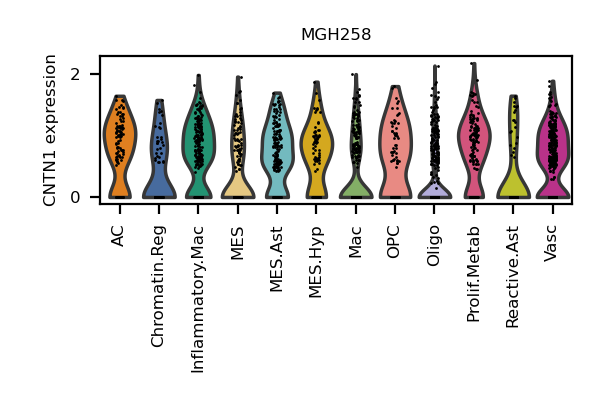 MGH258
CNTN1 expression
2
0
AC
Chromatin.Reg
Inflammatory.Mac
MES
MES.Ast
MES.Hyp
Mac
OPC
Oligo
Prolif.Metab
Reactive.Ast
Vasc